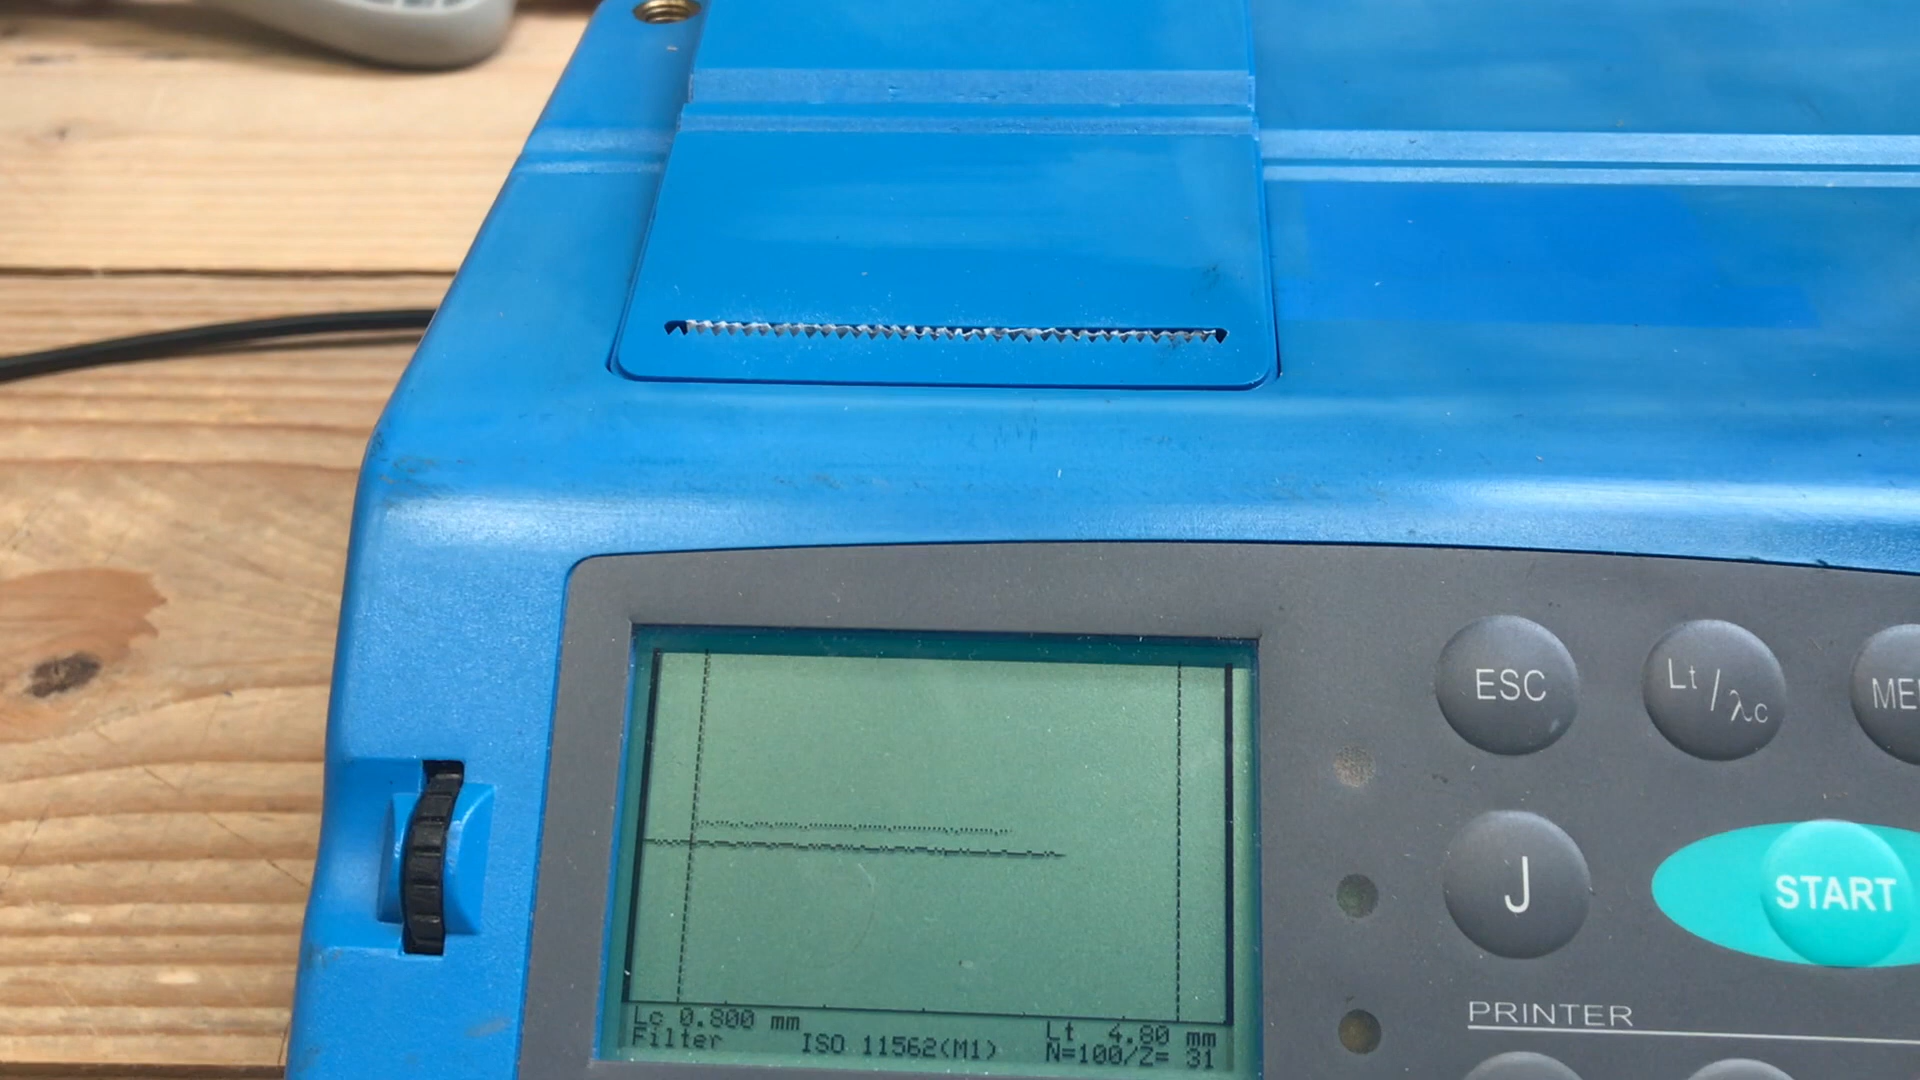 ESC
Lt/λc
J
START
PRINTER
Lc 0.800 mm
Lt 4.80 mm
Filter ISO 11562(M1) N=100/Z= 31